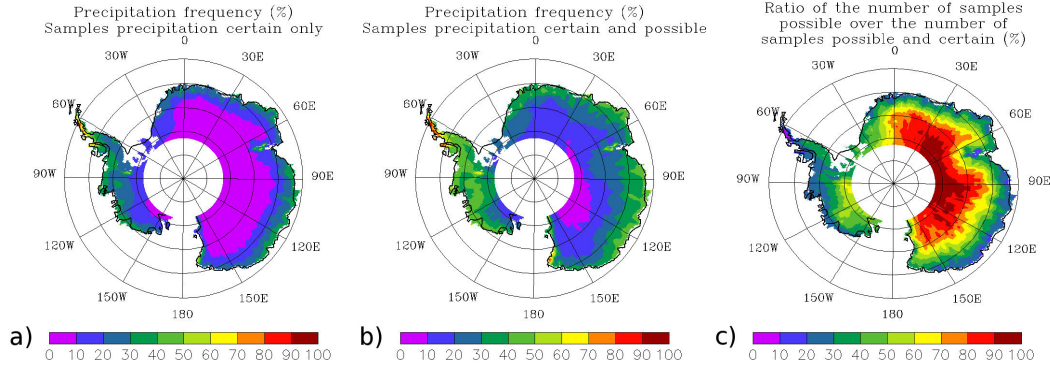 Precipitation frequency (%)
Samples precipitation certain only
0
30W
30E
60W
60E
90W
90E
120W
120E
150W
150E
180
a)
0 10 20 30 40 50 60 70 80 90 100
Precipitation frequency (%)
Samples precipitation certain and possible
0
30W
30E
60W
60E
90W
90E
120W
120E
150W
150E
180
b)
0 10 20 30 40 50 60 70 80 90 100
Ratio of the number of samples
possible over the number of
samples possible and certain (%)
0
30W
30E
60W
60E
90W
90E
120W
120E
150W
150E
180
c)
0 10 20 30 40 50 60 70 80 90 100